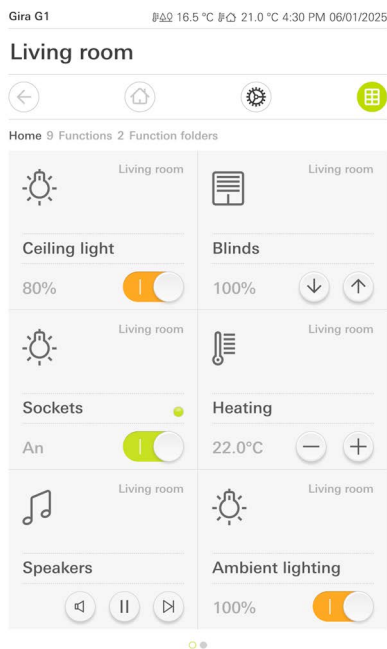 Gira G1 16.5 °C 21.0 °C 4:30 PM 06/01/2025
Living room
Home 9 Functions 2 Function folders
Living room Living room
Ceiling light Blinds
80% 100%
Living room Living room
Sockets Heating
An 22.0°C
Living room Living room
Speakers Ambient lighting
100%